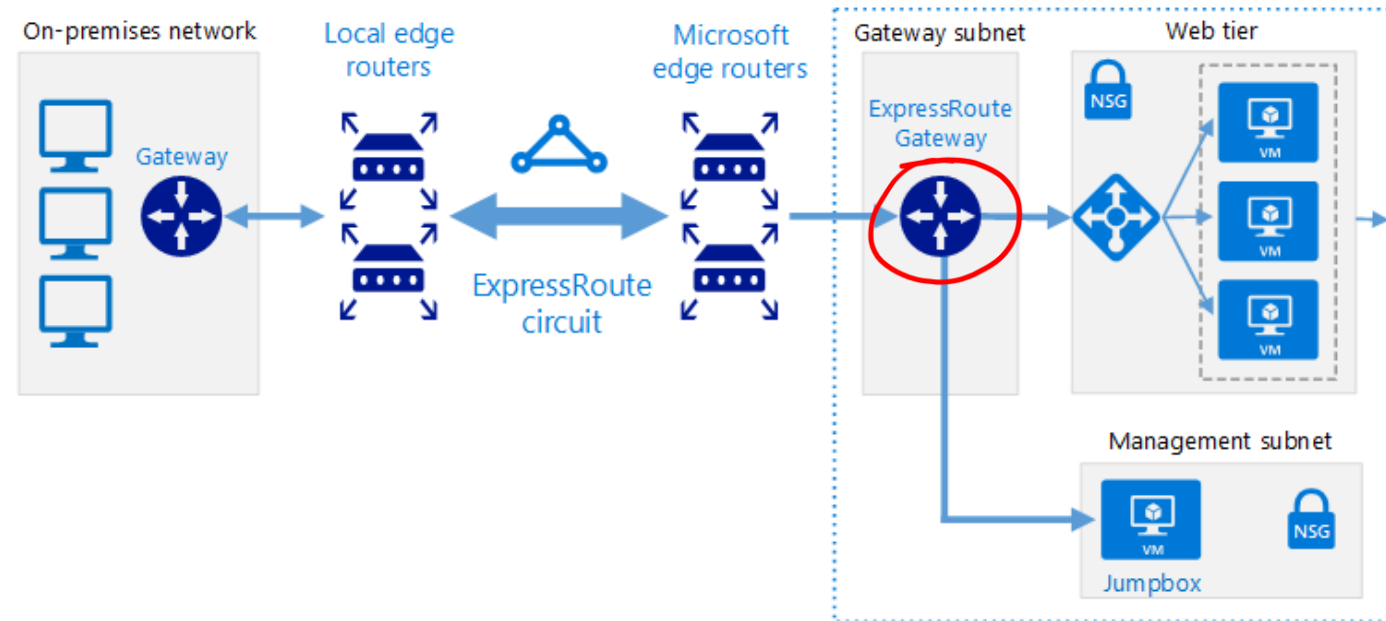 On-premises network
Local edge
routers
Microsoft
edge routers
Gateway subnet
Web tier
Gateway
ExpressRoute
Gateway
NSG
VM
VM
VM
ExpressRoute
circuit
Management subnet
VM
NSG
Jumpbox